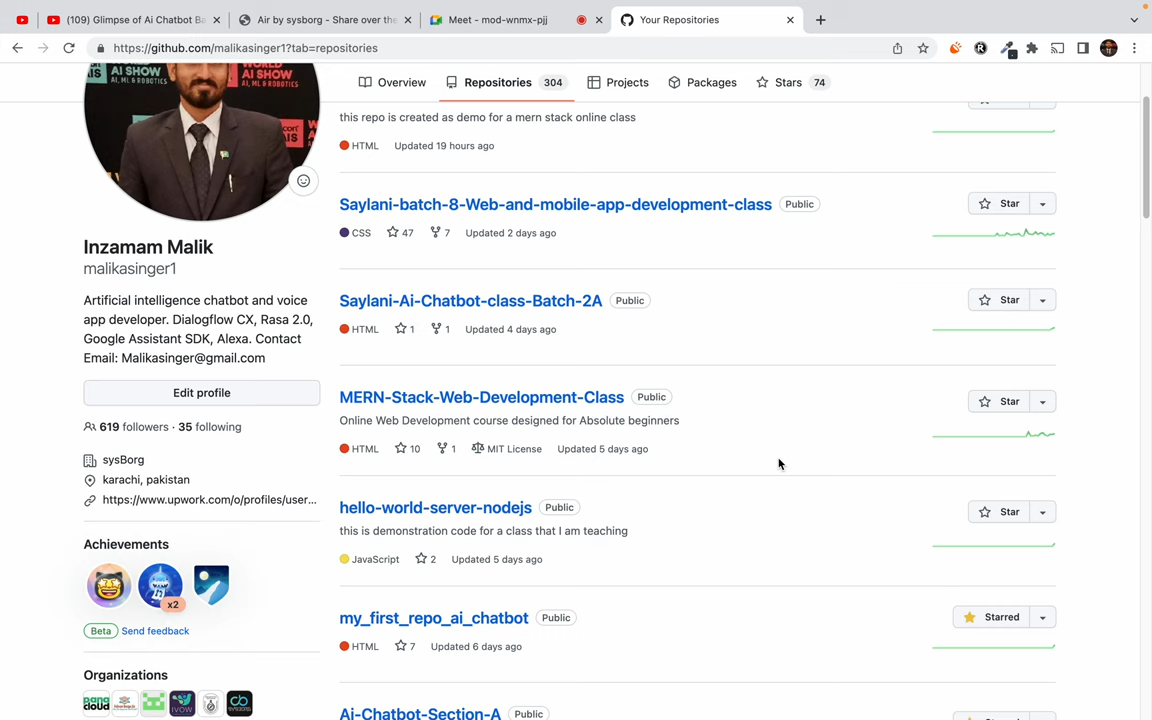 (109) Glimpse of Ai Chatbot Ba
Air by sysborg - Share over the
Meet - mod-wnmx-pjj
Your Repositories
https://github.com/malikasinger1?tab=repositories
Overview
Repositories 304
Projects
Packages
Stars 74
WORLD
AI SHOW
AI, ML & ROBOTICS
this repo is created as demo for a mern stack online class
HTML Updated 19 hours ago
Saylani-batch-8-Web-and-mobile-app-development-class Public
Star
CSS 47 7 Updated 2 days ago
Inzamam Malik
malikasinger1
Artificial intelligence chatbot and voice
app developer. Dialogflow CX, Rasa 2.0,
Google Assistant SDK, Alexa. Contact
Email: Malikasinger@gmail.com
Edit profile
619 followers · 35 following
sysBorg
karachi, pakistan
https://www.upwork.com/o/profiles/user...
Achievements
x2
Beta Send feedback
Organizations
Saylani-Ai-Chatbot-class-Batch-2A Public
Star
HTML 1 1 Updated 4 days ago
MERN-Stack-Web-Development-Class Public
Star
Online Web Development course designed for Absolute beginners
HTML 10 1 MIT License Updated 5 days ago
hello-world-server-nodejs Public
Star
this is demonstration code for a class that I am teaching
JavaScript 2 Updated 5 days ago
my_first_repo_ai_chatbot Public
Starred
HTML 7 Updated 6 days ago
Ai-Chatbot-Section-A Public